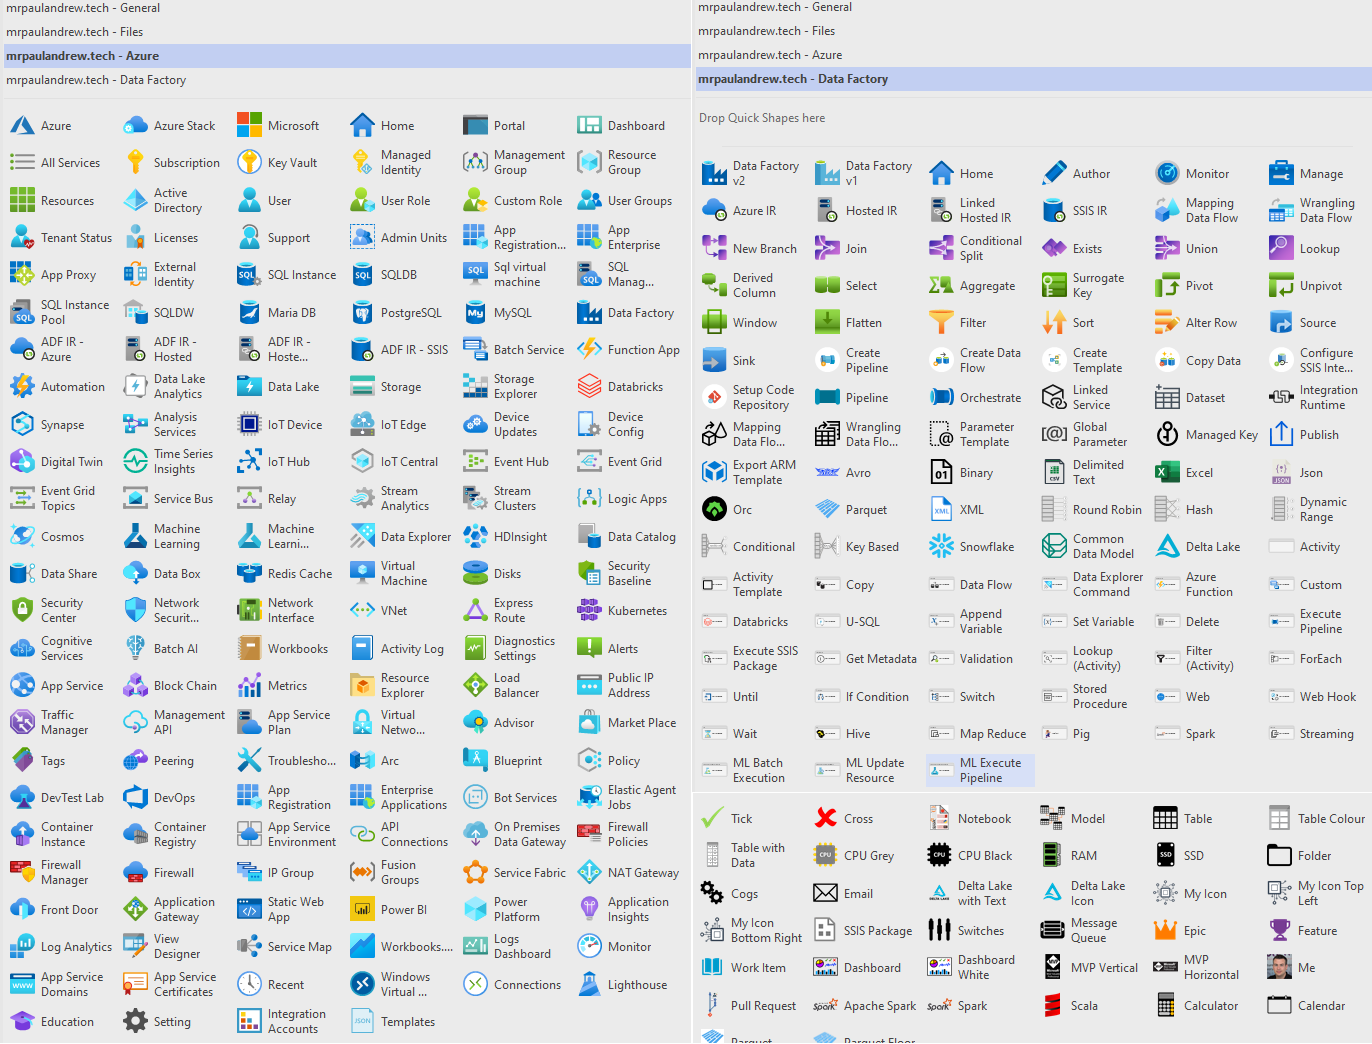 mrpaulandrew.tech - General
mrpaulandrew.tech - Files
mrpaulandrew.tech - Azure
mrpaulandrew.tech - Data Factory
Azure
Azure Stack
Microsoft
Home
Portal
Dashboard
All Services
Subscription
Key Vault
Managed
Identity
Management
Group
Resource
Group
Resources
Active
Directory
User
User Role
Custom Role
User Groups
Tenant Status
Licenses
Support
Admin Units
App
Registration...
App
Enterprise
App Proxy
External
Identity
SQL Instance
SQLDB
Sql virtual
machine
SQL
Manag...
SQL Instance
Pool
SQLDW
Maria DB
PostgreSQL
MySQL
Data Factory
ADF IR -
Azure
ADF IR -
Hosted
ADF IR -
Hoste...
ADF IR - SSIS
Batch Service
Function App
Automation
Data Lake
Analytics
Data Lake
Storage
Storage
Explorer
Databricks
Synapse
Analysis
Services
IoT Device
IoT Edge
Device
Updates
Device
Config
Digital Twin
Time Series
Insights
IoT Hub
IoT Central
Event Hub
Event Grid
Event Grid
Topics
Service Bus
Relay
Stream
Analytics
Stream
Clusters
Logic Apps
Cosmos
Machine
Learning
Machine
Learni...
Data Explorer
HDInsight
Data Catalog
Data Share
Data Box
Redis Cache
Virtual
Machine
Disks
Security
Baseline
Security
Center
Network
Securit...
Network
Interface
VNet
Express
Route
Kubernetes
Cognitive
Services
Batch AI
Workbooks
Activity Log
Diagnostics
Settings
Alerts
App Service
Block Chain
Metrics
Resource
Explorer
Load
Balancer
Public IP
Address
Traffic
Manager
Management
API
App Service
Plan
Virtual
Netwo...
Advisor
Market Place
Tags
Peering
Troublesho...
Arc
Blueprint
Policy
DevTest Lab
DevOps
App
Registration
Enterprise
Applications
Bot Services
Elastic Agent
Jobs
Container
Instance
Container
Registry
App Service
Environment
API
Connections
On Premises
Data Gateway
Firewall
Policies
Firewall
Manager
Firewall
IP Group
Fusion
Groups
Service Fabric
NAT Gateway
Front Door
Application
Gateway
Static Web
App
Power BI
Power
Platform
Application
Insights
Log Analytics
View
Designer
Service Map
Workbooks....
Logs
Dashboard
Monitor
App Service
Domains
App Service
Certificates
Recent
Windows
Virtual ...
Connections
Lighthouse
Education
Setting
Integration
Accounts
Templates
mrpaulandrew.tech - General
mrpaulandrew.tech - Files
mrpaulandrew.tech - Azure
mrpaulandrew.tech - Data Factory
Drop Quick Shapes here
Data Factory
v2
Data Factory
v1
Home
Author
Monitor
Manage
Azure IR
Hosted IR
Linked
Hosted IR
SSIS IR
Mapping
Data Flow
Wrangling
Data Flow
New Branch
Join
Conditional
Split
Exists
Union
Lookup
Derived
Column
Select
Aggregate
Surrogate
Key
Pivot
Unpivot
Window
Flatten
Filter
Sort
Alter Row
Source
Sink
Create
Pipeline
Create Data
Flow
Create
Template
Copy Data
Configure
SSIS Inte...
Setup Code
Repository
Pipeline
Orchestrate
Linked
Service
Dataset
Integration
Runtime
Mapping
Data Flo...
Wrangling
Data Flo...
Parameter
Template
Global
Parameter
Managed Key
Publish
Export ARM
Template
Avro
Binary
Delimited
Text
Excel
Json
Orc
Parquet
XML
Round Robin
Hash
Dynamic
Range
Conditional
Key Based
Snowflake
Common
Data Model
Delta Lake
Activity
Activity
Template
Copy
Data Flow
Data Explorer
Command
Azure
Function
Custom
Databricks
U-SQL
Append
Variable
Set Variable
Delete
Execute
Pipeline
Execute SSIS
Package
Get Metadata
Validation
Lookup
(Activity)
Filter
(Activity)
ForEach
Until
If Condition
Switch
Stored
Procedure
Web
Web Hook
Wait
Hive
Map Reduce
Pig
Spark
Streaming
ML Batch
Execution
ML Update
Resource
ML Execute
Pipeline
Tick
Cross
Notebook
Model
Table
Table Colour
Table with
Data
CPU Grey
CPU Black
RAM
SSD
Folder
Cogs
Email
Delta Lake
with Text
Delta Lake
Icon
My Icon
My Icon Top
Left
My Icon
Bottom Right
SSIS Package
Switches
Message
Queue
Epic
Feature
Work Item
Dashboard
Dashboard
White
MVP Vertical
MVP
Horizontal
Me
Pull Request
Apache Spark
Spark
Scala
Calculator
Calendar
Parquet
Parquet Floor